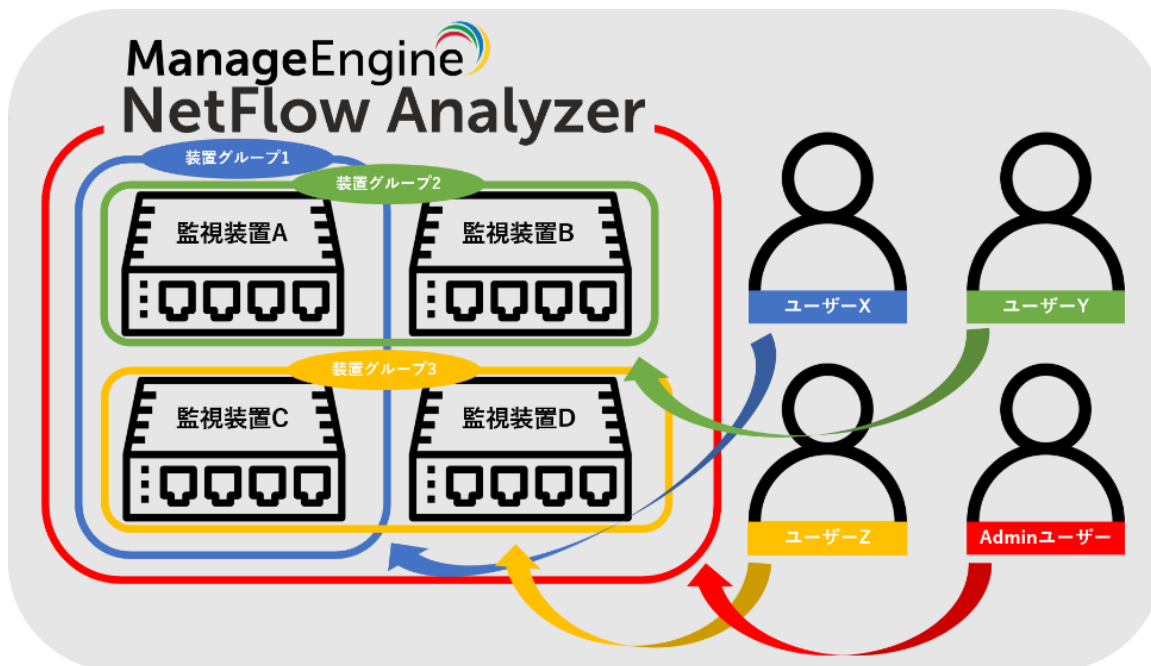 ManageEngine
NetFlow Analyzer
装置グループ1
装置グループ2
監視装置A
監視装置B
ユーザーX
ユーザーY
装置グループ3
監視装置C
監視装置D
ユーザーZ
Adminユーザー